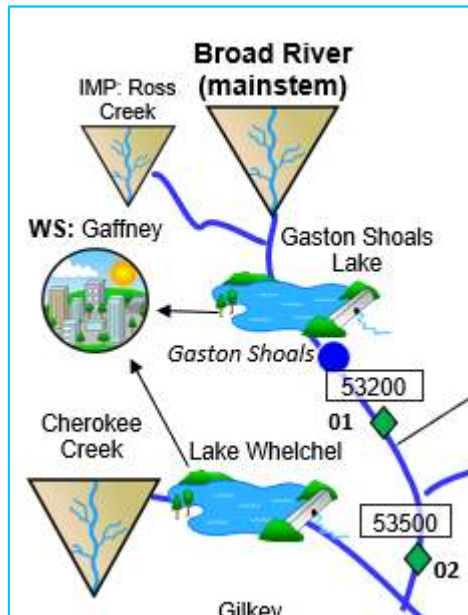 Broad River
(mainstem)
IMP: Ross
Creek
WS: Gaffney
Gaston Shoals
Lake
Gaston Shoals
53200
01
Cherokee
Creek
Lake Whelchel
53500
02
Gilkey